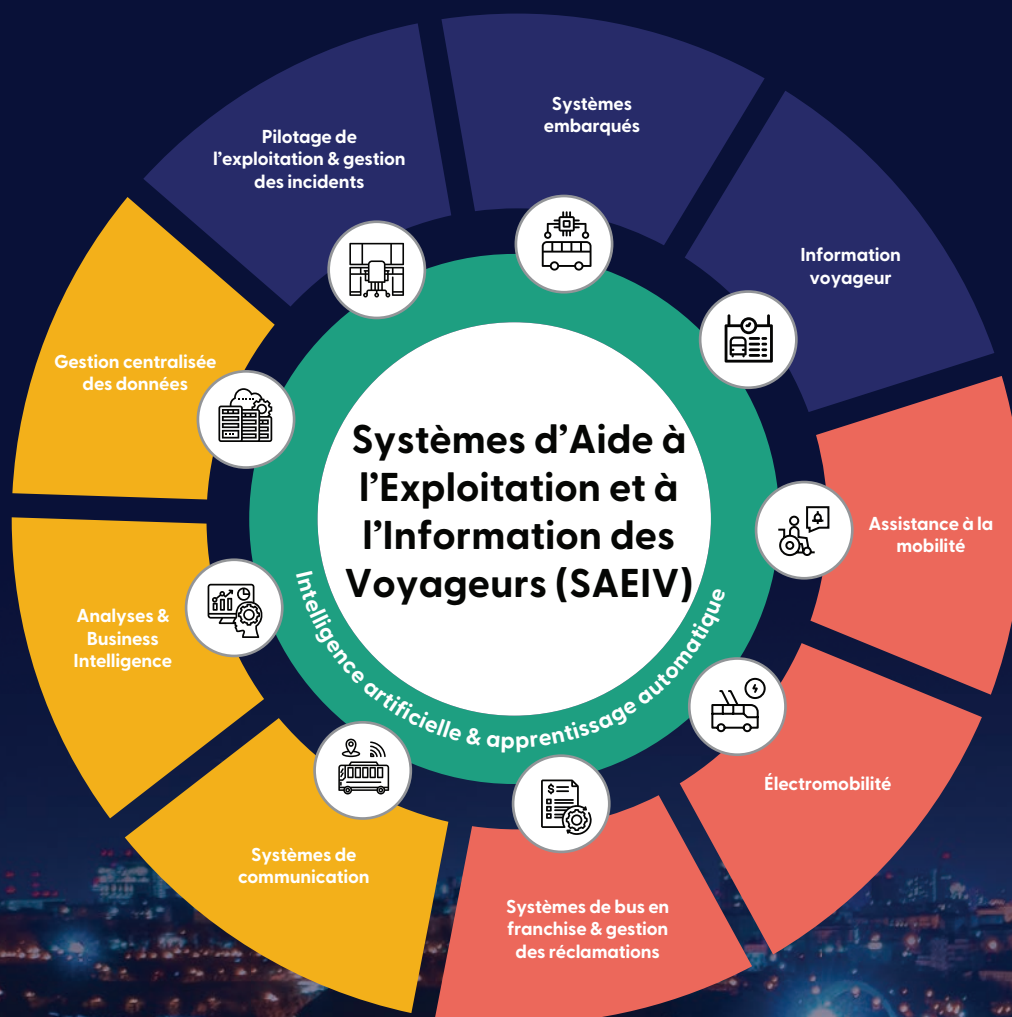 Systèmes d'Aide à
l'Exploitation et à
l'Information des
Voyageurs (SAEIV)
Intelligence artificielle & apprentissage automatique
Systèmes
embarqués
Information
voyageur
Assistance à la
mobilité
Électromobilité
Systèmes de bus en
franchise & gestion
des réclamations
Systèmes de
communication
Analyses &
Business
Intelligence
Gestion centralisée
des données
Pilotage de
l'exploitation & gestion
des incidents